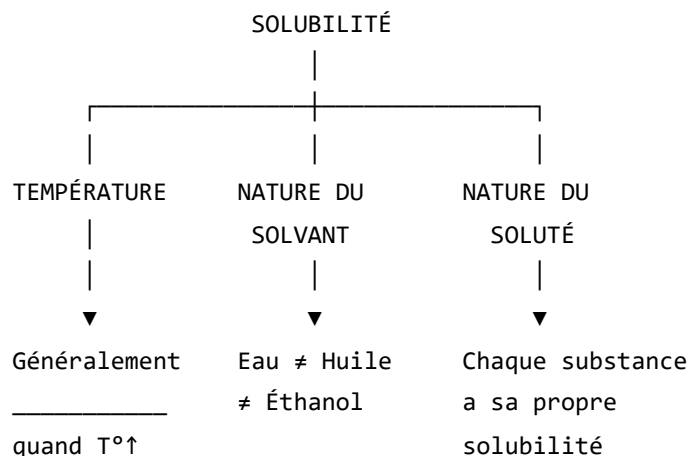 SOLUBILITÉ
TEMPÉRATURE NATURE DU NATURE DU
SOLVANT SOLUTÉ
Généralement Eau ≠ Huile Chaque substance
___________ ≠ Éthanol a sa propre
quand T°↑ solubilité